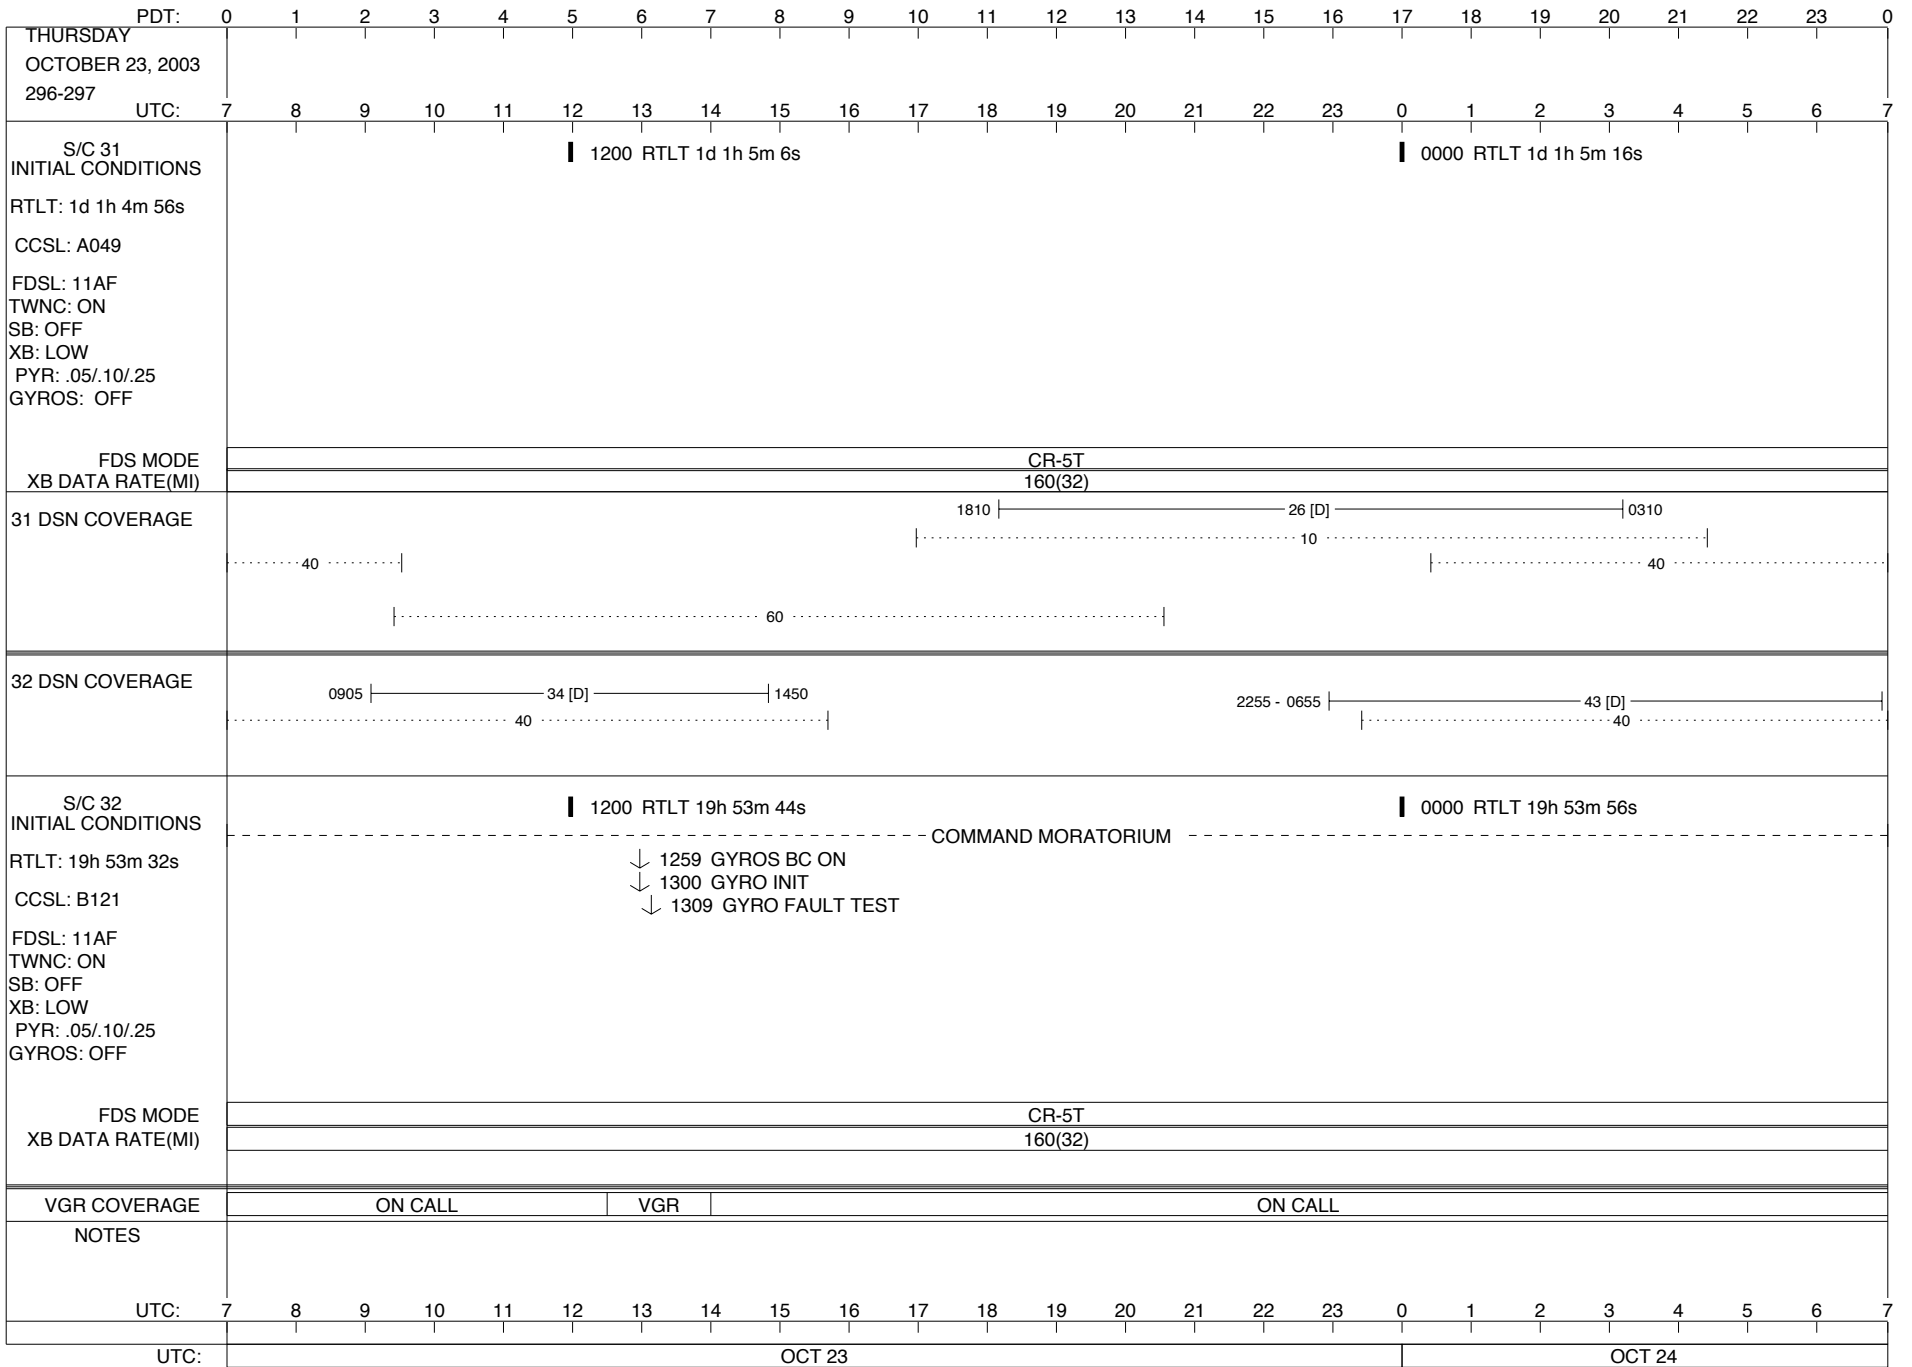 PDT: 0 1 2 3 4 5 6 7 8 9 10 11 12 13 14 15 16 17 18 19 20 21 22 23 0
THURSDAY
OCTOBER 23, 2003
296-297
UTC: 7 8 9 10 11 12 13 14 15 16 17 18 19 20 21 22 23 0 1 2 3 4 5 6 7
S/C 31
INITIAL CONDITIONS
1200 RTLT 1d 1h 5m 6s
0000 RTLT 1d 1h 5m 16s
RTLT: 1d 1h 4m 56s
CCSL: A049
FDSL: 11AF
TWNC: ON
SB: OFF
XB: LOW
PYR: .05/.10/.25
GYROS: OFF
FDS MODE CR-5T
XB DATA RATE(MI) 160(32)
31 DSN COVERAGE
1810 26 [D] 0310
10
40 40
60
32 DSN COVERAGE
0905 34 [D] 1450
2255 - 0655 43 [D]
40 40
S/C 32
INITIAL CONDITIONS
1200 RTLT 19h 53m 44s
0000 RTLT 19h 53m 56s
COMMAND MORATORIUM
RTLT: 19h 53m 32s
1259 GYROS BC ON
1300 GYRO INIT
1309 GYRO FAULT TEST
CCSL: B121
FDSL: 11AF
TWNC: ON
SB: OFF
XB: LOW
PYR: .05/.10/.25
GYROS: OFF
FDS MODE CR-5T
XB DATA RATE(MI) 160(32)
VGR COVERAGE ON CALL VGR ON CALL
NOTES
UTC: 7 8 9 10 11 12 13 14 15 16 17 18 19 20 21 22 23 0 1 2 3 4 5 6 7
UTC: OCT 23 OCT 24